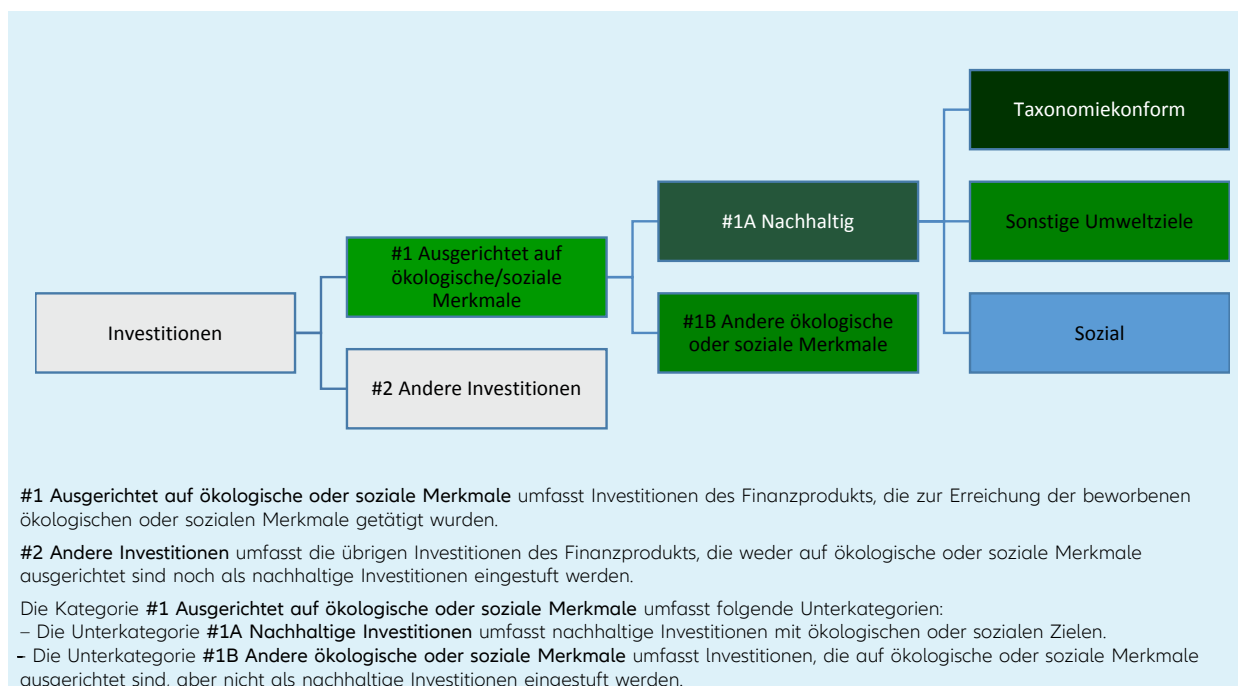 Taxonomiekonform
#1A Nachhaltig
Sonstige Umweltziele
#1 Ausgerichtet auf
ökologische/soziale
Merkmale
Investitionen
#1B Andere ökologische
oder soziale Merkmale
Sozial
#2 Andere Investitionen
#1 Ausgerichtet auf ökologische oder soziale Merkmale umfasst Investitionen des Finanzprodukts, die zur Erreichung der beworbenen
ökologischen oder sozialen Merkmale getätigt wurden.
#2 Andere Investitionen umfasst die übrigen Investitionen des Finanzprodukts, die weder auf ökologische oder soziale Merkmale
ausgerichtet sind noch als nachhaltige Investitionen eingestuft werden.
Die Kategorie #1 Ausgerichtet auf ökologische oder soziale Merkmale umfasst folgende Unterkategorien:
– Die Unterkategorie #1A Nachhaltige Investitionen umfasst nachhaltige Investitionen mit ökologischen oder sozialen Zielen.
- Die Unterkategorie #1B Andere ökologische oder soziale Merkmale umfasst Investitionen, die auf ökologische oder soziale Merkmale
ausgerichtet sind, aber nicht als nachhaltige Investitionen eingestuft werden.